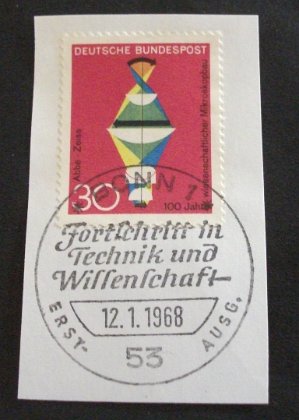 DEUTSCHE BUNDESPOST
Abbe · Zeiss
100 Jahre wissenschaftlicher Mikroskopbau
30
BONN 1
Fortschritt in
Technik und
Wissenschaft
12.1.1968
ERST-
AUSG.
53